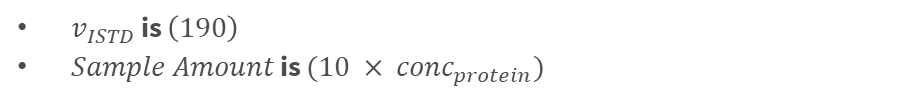 • v_ISTD is (190)
• Sample Amount is (10 × conc_protein)